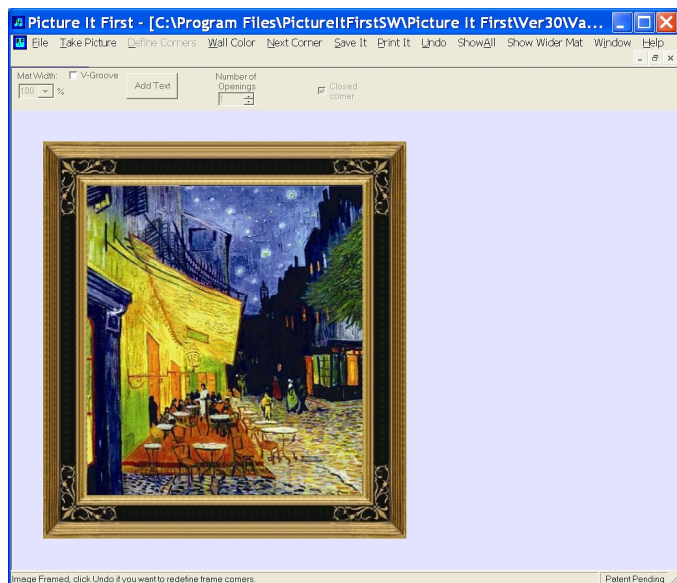 Picture It First - [C:\Program Files\PictureItFirstSW\Picture It First\Ver30\Va...
File Take Picture Define Corners Wall Color Next Corner Save It Print It Undo ShowAll Show Wider Mat Window Help
Mat Width: V-Groove
100 %
Add Text
Number of
Openings
1
Closed
corner
Image Framed, click Undo if you want to redefine frame corners.
Patent Pending